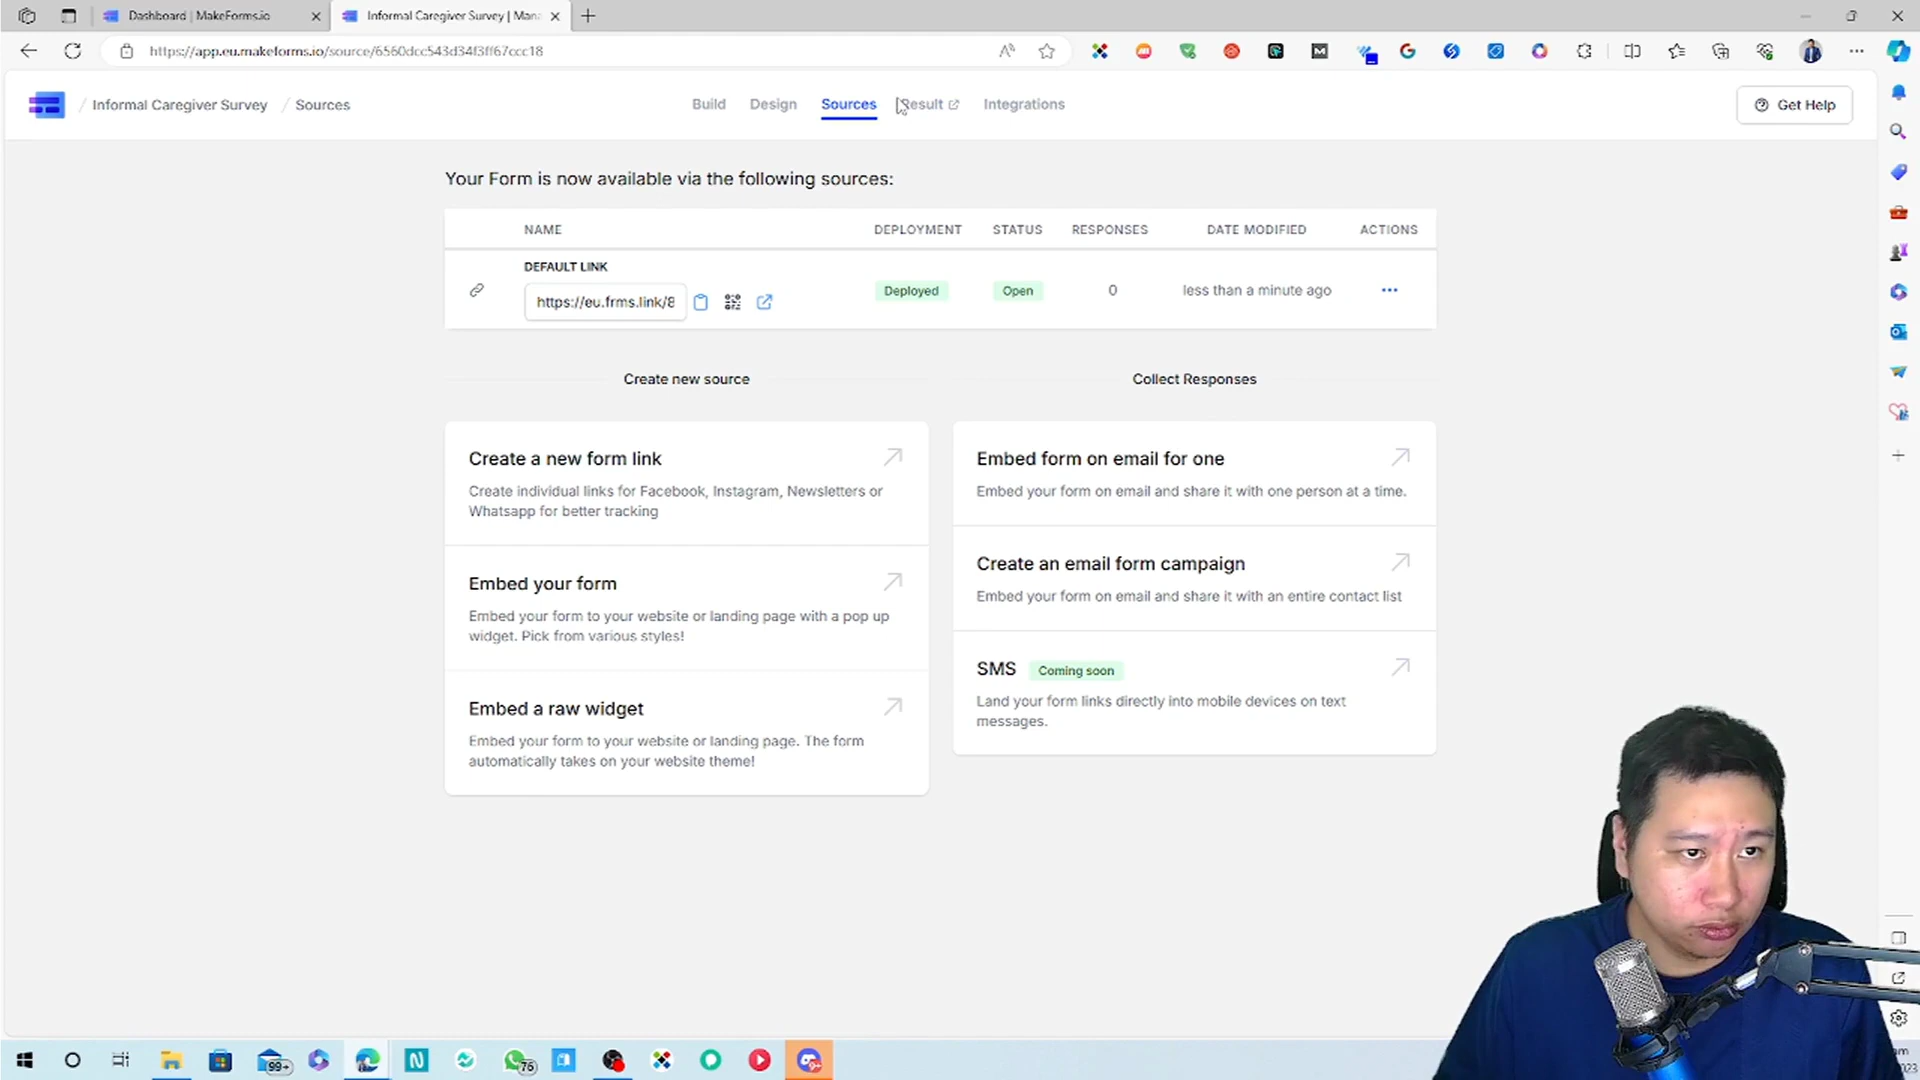 Dashboard | MakeForms.io
Informal Caregiver Survey | Mana
https://app.eu.makeforms.io/source/6560dcc543d34f3ff67ccc18
/ Informal Caregiver Survey / Sources
Build
Design
Sources
Result
Integrations
Get Help
Your Form is now available via the following sources:
NAME
DEPLOYMENT
STATUS
RESPONSES
DATE MODIFIED
ACTIONS
DEFAULT LINK
https://eu.frms.link/8
Deployed
Open
0
less than a minute ago
Create new source
Collect Responses
Create a new form link
Create individual links for Facebook, Instagram, Newsletters or
Whatsapp for better tracking
Embed your form
Embed your form to your website or landing page with a pop up
widget. Pick from various styles!
Embed a raw widget
Embed your form to your website or landing page. The form
automatically takes on your website theme!
Embed form on email for one
Embed your form on email and share it with one person at a time.
Create an email form campaign
Embed your form on email and share it with an entire contact list
SMS
Coming soon
Land your form links directly into mobile devices on text
messages.
99+
76